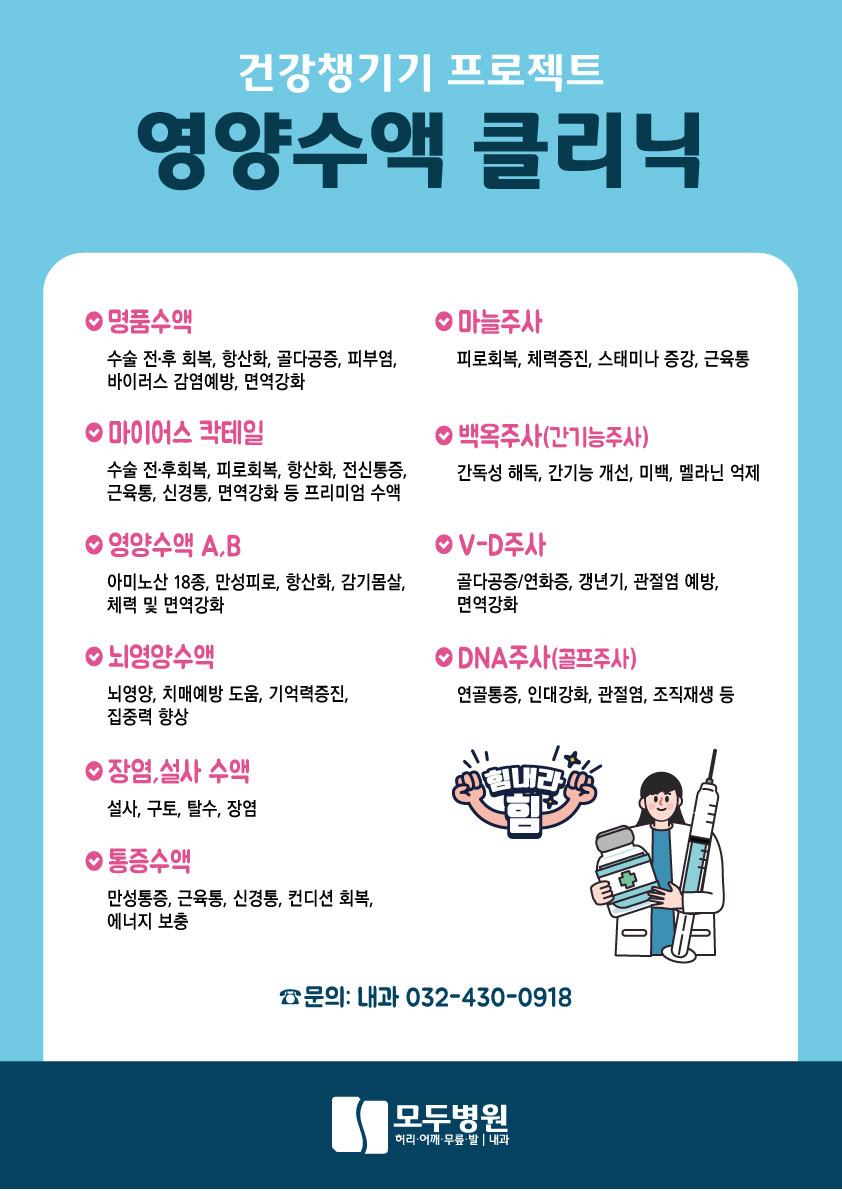 건강챙기기 프로젝트
영양수액 클리닉
명품수액
수술 전·후 회복, 항산화, 골다공증, 피부염,
바이러스 감염예방, 면역강화
마이어스 칵테일
수술 전·후회복, 피로회복, 항산화, 전신통증,
근육통, 신경통, 면역강화 등 프리미엄 수액
영양수액 A,B
아미노산 18종, 만성피로, 항산화, 감기몸살,
체력 및 면역강화
뇌영양수액
뇌영양, 치매예방 도움, 기억력증진,
집중력 향상
장염,설사 수액
설사, 구토, 탈수, 장염
통증수액
만성통증, 근육통, 신경통, 컨디션 회복,
에너지 보충
마늘주사
피로회복, 체력증진, 스태미나 증강, 근육통
백옥주사(간기능주사)
간독성 해독, 간기능 개선, 미백, 멜라닌 억제
V-D주사
골다공증/연화증, 갱년기, 관절염 예방,
면역강화
DNA주사(골프주사)
연골통증, 인대강화, 관절염, 조직재생 등
힘내라
힘
☎문의: 내과 032-430-0918
모두병원
허리·어깨·무릎·발 | 내과